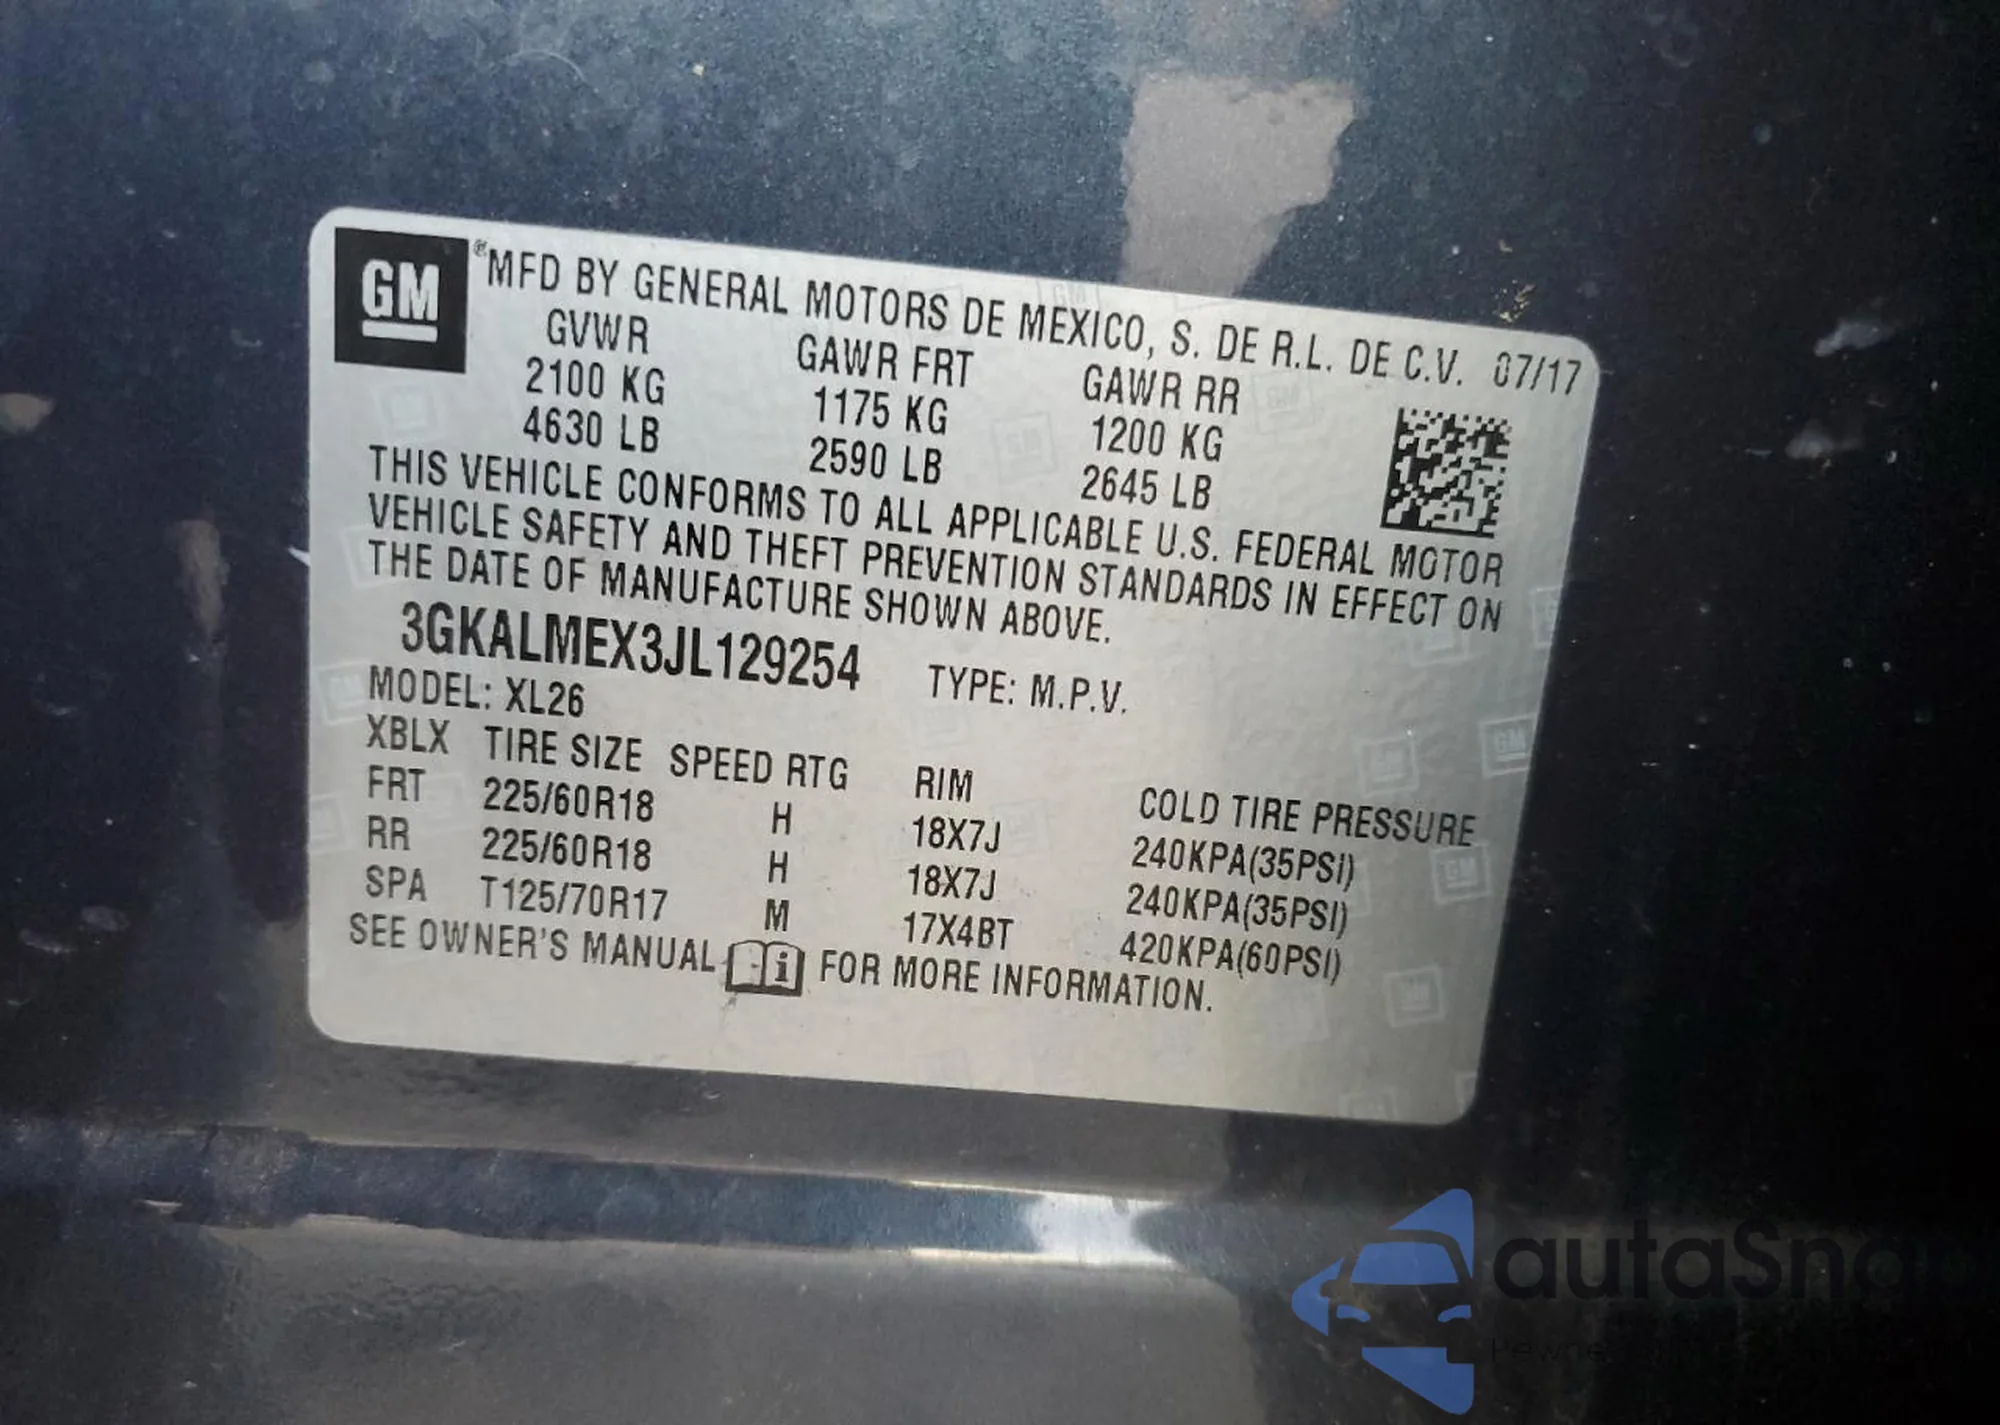 GM
® MFD BY GENERAL MOTORS DE MEXICO, S. DE R.L. DE C.V. 07/17
GVWR GAWR FRT GAWR RR
2100 KG 1175 KG 1200 KG
4630 LB 2590 LB 2645 LB
THIS VEHICLE CONFORMS TO ALL APPLICABLE U.S. FEDERAL MOTOR
VEHICLE SAFETY AND THEFT PREVENTION STANDARDS IN EFFECT ON
THE DATE OF MANUFACTURE SHOWN ABOVE.
3GKALMEX3JL129254 TYPE: M.P.V.
MODEL: XL26
XBLX TIRE SIZE SPEED RTG RIM COLD TIRE PRESSURE
FRT 225/60R18 H 18X7J 240KPA(35PSI)
RR 225/60R18 H 18X7J 240KPA(35PSI)
SPA T125/70R17 M 17X4BT 420KPA(60PSI)
SEE OWNER'S MANUAL i FOR MORE INFORMATION.
autaSna